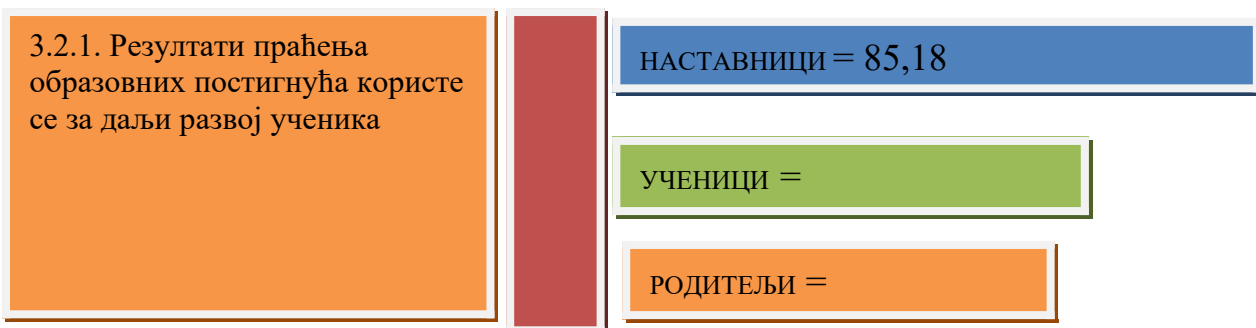 3.2.1. Резултати праћења
образовних постигнућа користе
се за даљи развој ученика
НАСТАВНИЦИ = 85,18
УЧЕНИЦИ =
РОДИТЕЉИ =